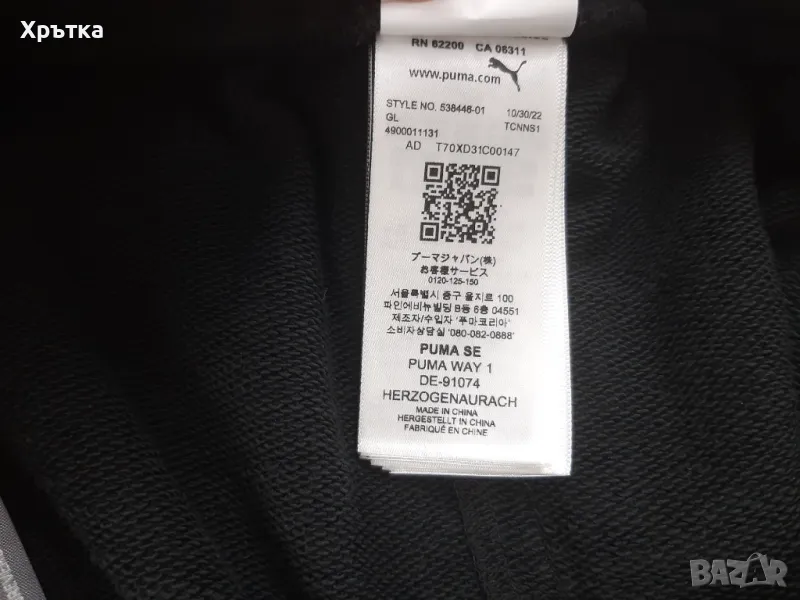 Хрътка
RN 62200 CA 06311
www.puma.com
STYLE NO. 538446-01 10/30/22
GL TCNNS1
4900011131
AD T70XD31C00147
プーマジャパン(株)
お客様サービス
0120-125-150
서울특별시 중구 을지로 100
파인에비뉴빌딩 B동 6층 04551
제조자/수입자 '푸마코리아'
소비자상담실 '080-082-0888'
PUMA SE
PUMA WAY 1
DE-91074
HERZOGENAURACH
MADE IN CHINA
HERGESTELLT IN CHINA
FABRIQUÉ EN CHINE
BAZAR